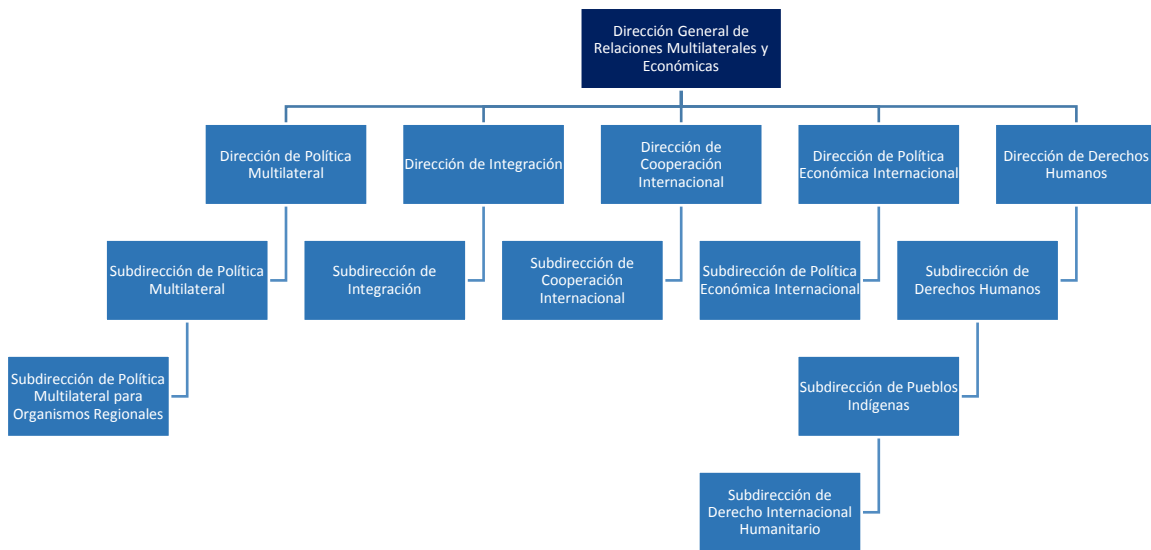 Dirección General de
Relaciones Multilaterales y
Económicas
Dirección de Política
Multilateral
Dirección de Integración
Dirección de
Cooperación
Internacional
Dirección de Política
Económica Internacional
Dirección de Derechos
Humanos
Subdirección de Política
Multilateral
Subdirección de
Integración
Subdirección de
Cooperación
Internacional
Subdirección de Política
Económica Internacional
Subdirección de
Derechos Humanos
Subdirección de Política
Multilateral para
Organismos Regionales
Subdirección de Pueblos
Indígenas
Subdirección de
Derecho Internacional
Humanitario